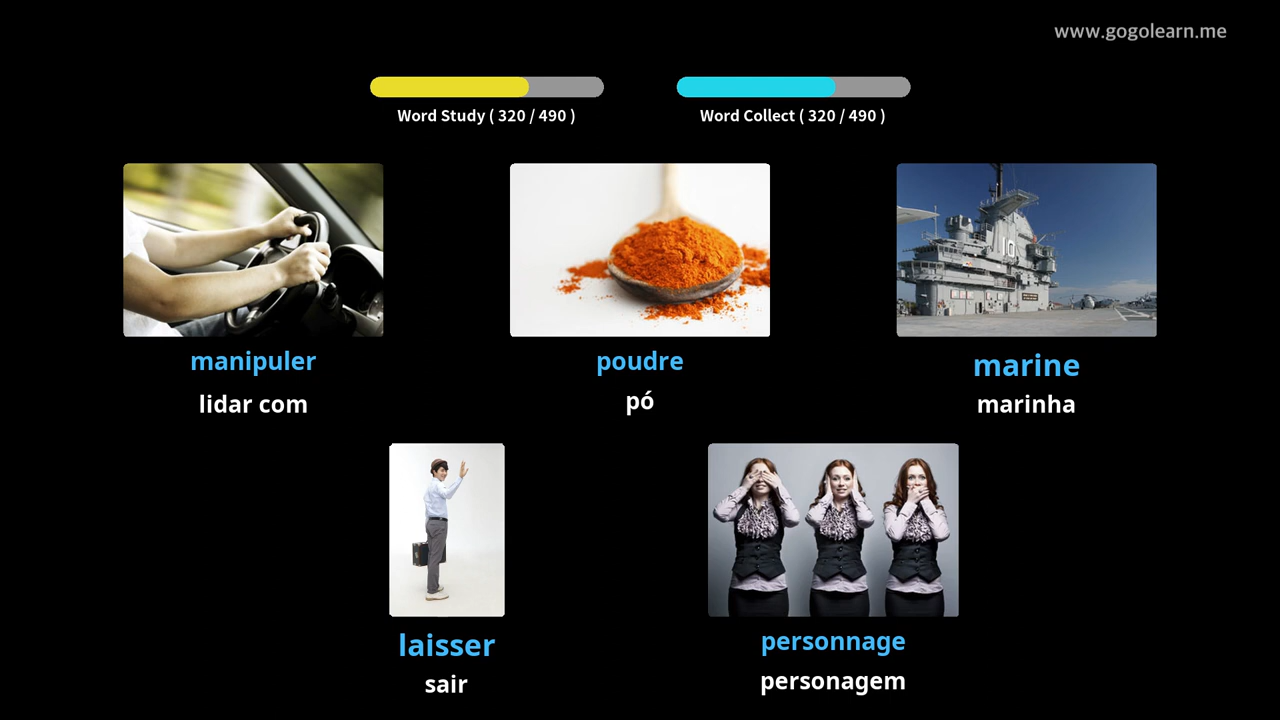 www.gogolearn.me
Word Study ( 320 / 490 )
Word Collect ( 320 / 490 )
manipuler
lidar com
poudre
pó
marine
marinha
10
laisser
sair
personnage
personagem